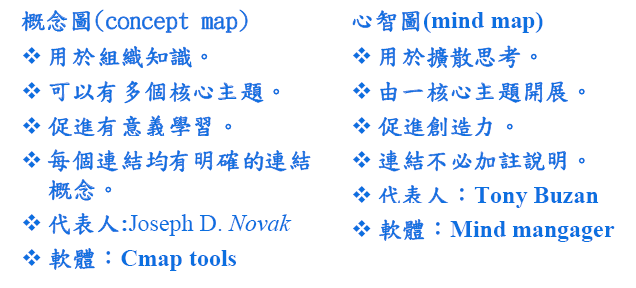 概念圖(concept map)
❖ 用於組織知識。
❖ 可以有多個核心主題。
❖ 促進有意義學習。
❖ 每個連結均有明確的連結
概念。
❖ 代表人:Joseph D. Novak
❖ 軟體：Cmap tools
心智圖(mind map)
❖ 用於擴散思考。
❖ 由一核心主題開展。
❖ 促進創造力。
❖ 連結不必加註說明。
❖ 代表人：Tony Buzan
❖ 軟體：Mind mangager